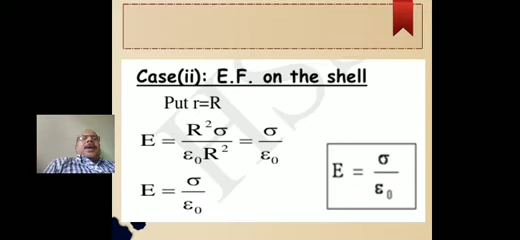 Case(ii): E.F. on the shell
Put r=R
E = R²σ / ε₀R² = σ / ε₀
E = σ / ε₀
E = σ / ε₀